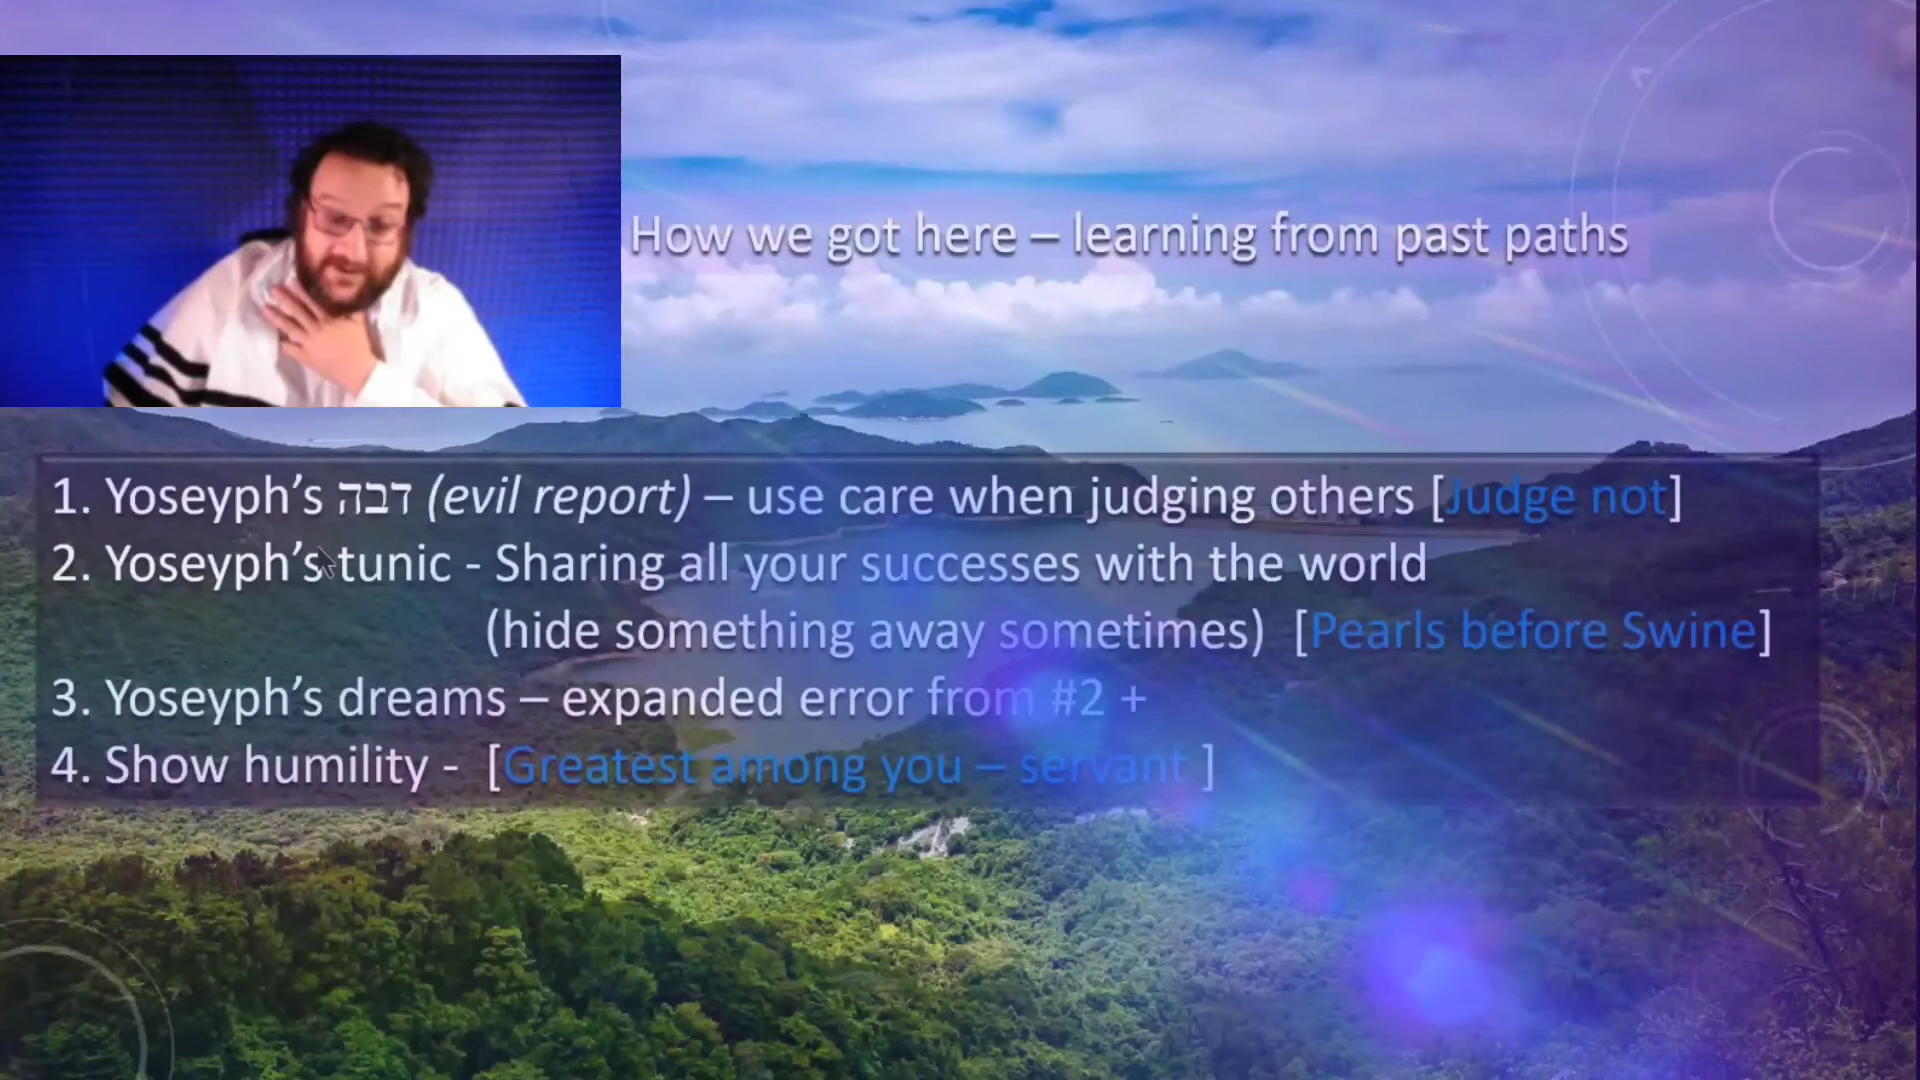 How we got here – learning from past paths
1. Yoseyph’s דבה (evil report) – use care when judging others [Judge not]
2. Yoseyph’s tunic - Sharing all your successes with the world
(hide something away sometimes) [Pearls before Swine]
3. Yoseyph’s dreams – expanded error from #2 +
4. Show humility - [Greatest among you – servant ]